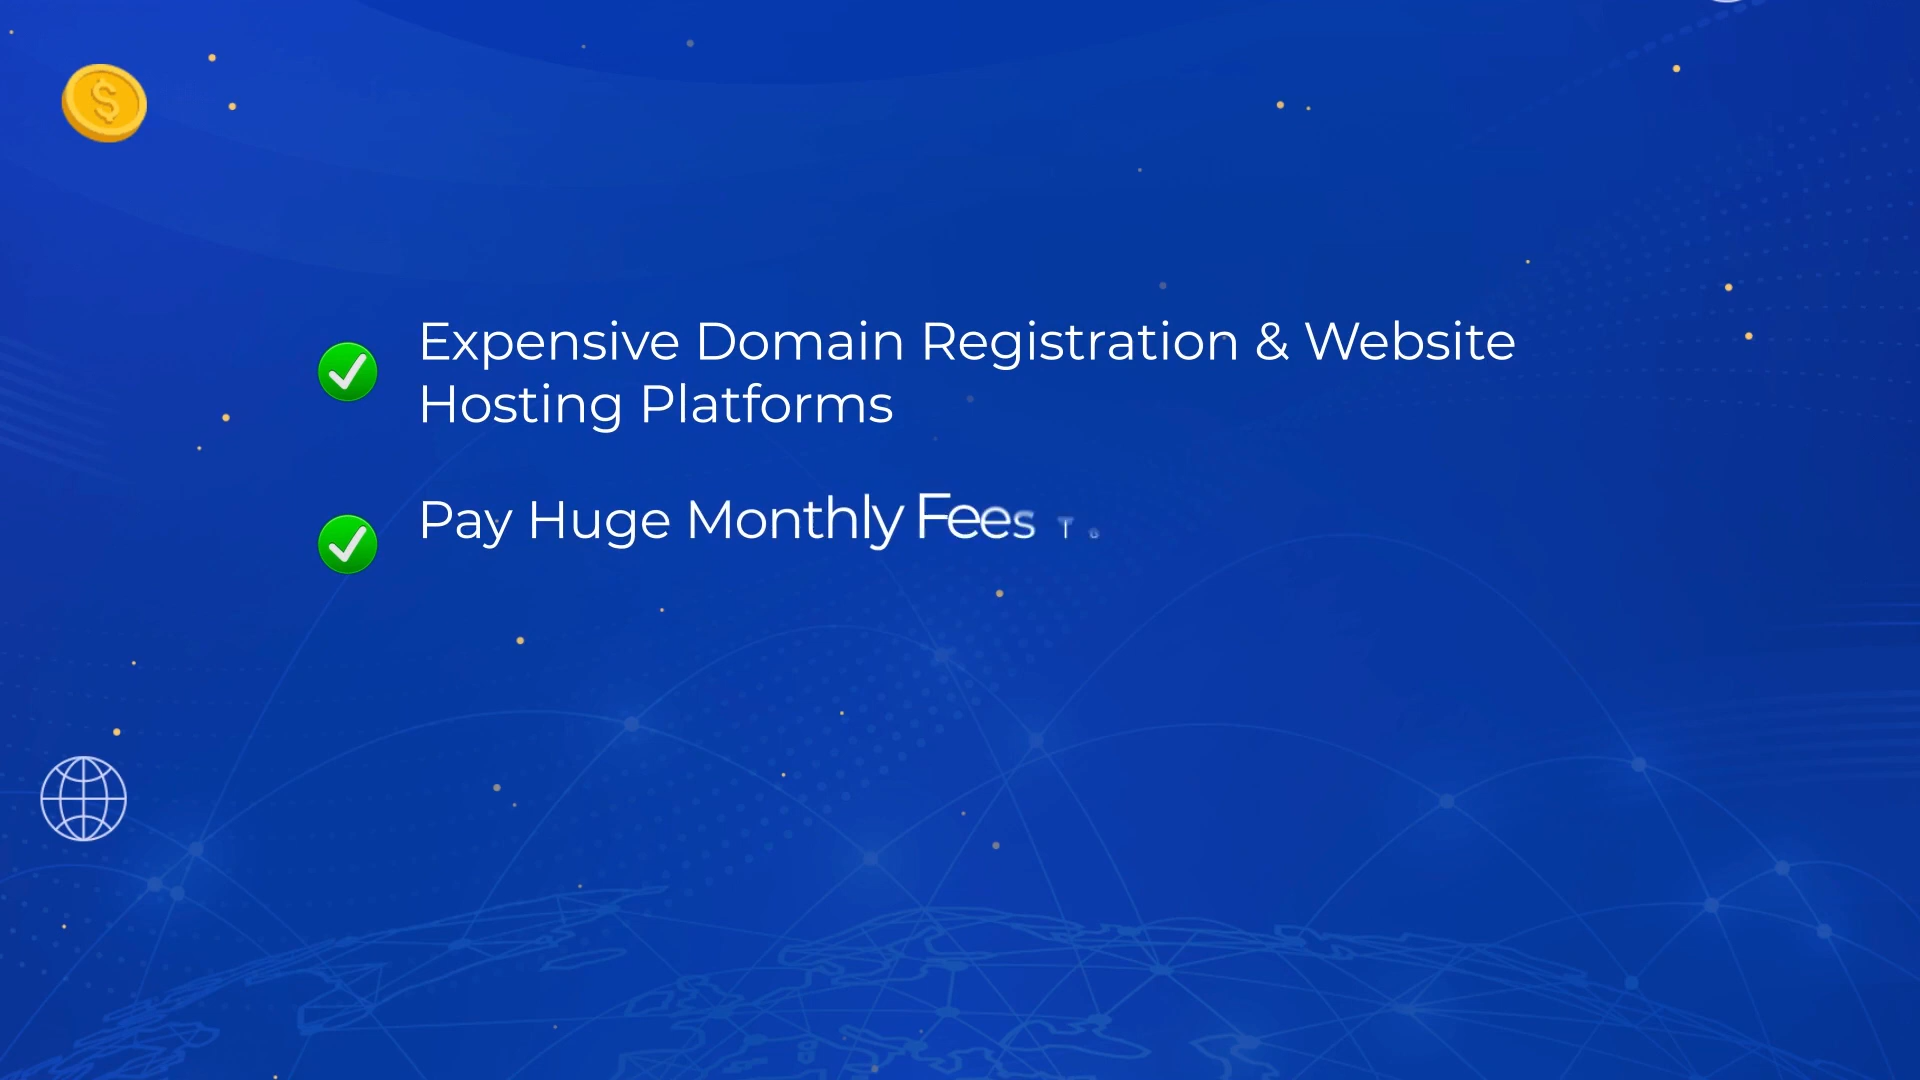 Expensive Domain Registration & Website
Hosting Platforms
Pay Huge Monthly Fees